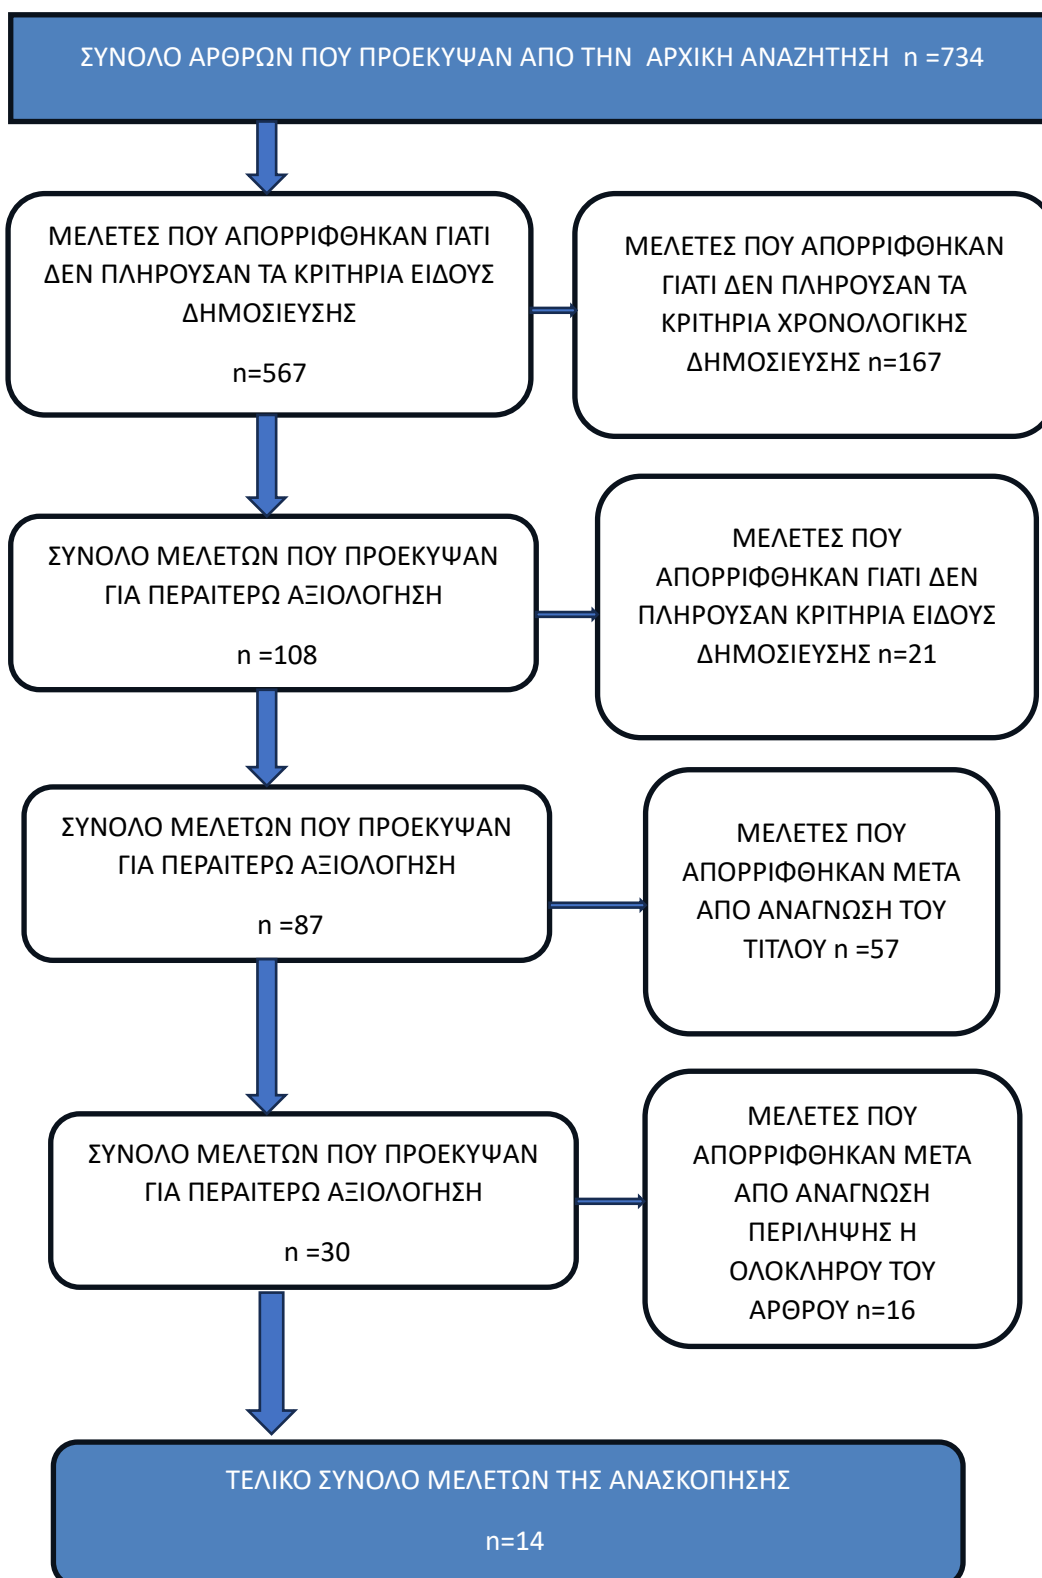 ΣΥΝΟΛΟ ΑΡΘΡΩΝ ΠΟΥ ΠΡΟΕΚΥΨΑΝ ΑΠΟ ΤΗΝ ΑΡΧΙΚΗ ΑΝΑΖΗΤΗΣΗ n =734
ΜΕΛΕΤΕΣ ΠΟΥ ΑΠΟΡΡΙΦΘΗΚΑΝ ΓΙΑΤΙ
ΔΕΝ ΠΛΗΡΟΥΣΑΝ ΤΑ ΚΡΙΤΗΡΙΑ ΕΙΔΟΥΣ
ΔΗΜΟΣΙΕΥΣΗΣ
n=567
ΜΕΛΕΤΕΣ ΠΟΥ ΑΠΟΡΡΙΦΘΗΚΑΝ
ΓΙΑΤΙ ΔΕΝ ΠΛΗΡΟΥΣΑΝ ΤΑ
ΚΡΙΤΗΡΙΑ ΧΡΟΝΟΛΟΓΙΚΗΣ
ΔΗΜΟΣΙΕΥΣΗΣ n=167
ΣΥΝΟΛΟ ΜΕΛΕΤΩΝ ΠΟΥ ΠΡΟΕΚΥΨΑΝ
ΓΙΑ ΠΕΡΑΙΤΕΡΩ ΑΞΙΟΛΟΓΗΣΗ
n =108
ΜΕΛΕΤΕΣ ΠΟΥ
ΑΠΟΡΡΙΦΘΗΚΑΝ ΓΙΑΤΙ ΔΕΝ
ΠΛΗΡΟΥΣΑΝ ΚΡΙΤΗΡΙΑ ΕΙΔΟΥΣ
ΔΗΜΟΣΙΕΥΣΗΣ n=21
ΣΥΝΟΛΟ ΜΕΛΕΤΩΝ ΠΟΥ ΠΡΟΕΚΥΨΑΝ
ΓΙΑ ΠΕΡΑΙΤΕΡΩ ΑΞΙΟΛΟΓΗΣΗ
n =87
ΜΕΛΕΤΕΣ ΠΟΥ
ΑΠΟΡΡΙΦΘΗΚΑΝ ΜΕΤΑ
ΑΠΟ ΑΝΑΓΝΩΣΗ ΤΟΥ
ΤΙΤΛΟΥ n =57
ΣΥΝΟΛΟ ΜΕΛΕΤΩΝ ΠΟΥ ΠΡΟΕΚΥΨΑΝ
ΓΙΑ ΠΕΡΑΙΤΕΡΩ ΑΞΙΟΛΟΓΗΣΗ
n =30
ΜΕΛΕΤΕΣ ΠΟΥ
ΑΠΟΡΡΙΦΘΗΚΑΝ ΜΕΤΑ
ΑΠΟ ΑΝΑΓΝΩΣΗ
ΠΕΡΙΛΗΨΗΣ Η
ΟΛΟΚΛΗΡΟΥ ΤΟΥ
ΑΡΘΡΟΥ n=16
ΤΕΛΙΚΟ ΣΥΝΟΛΟ ΜΕΛΕΤΩΝ ΤΗΣ ΑΝΑΣΚΟΠΗΣΗΣ
n=14